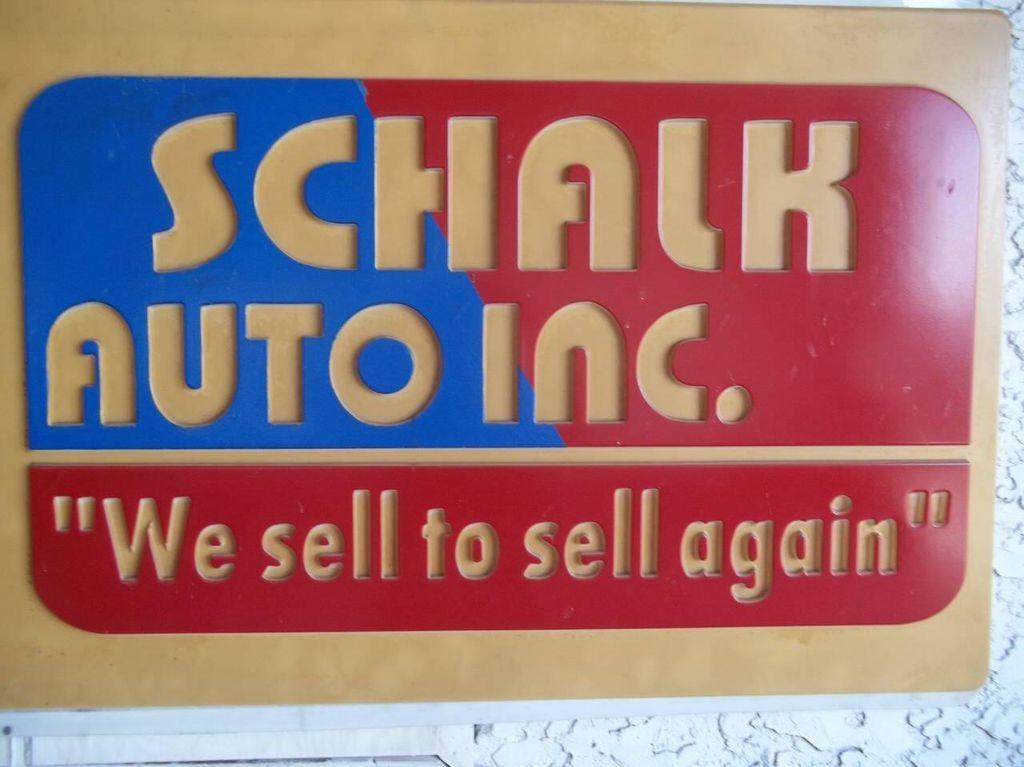 SCHALK
AUTO INC.
"We sell to sell again"